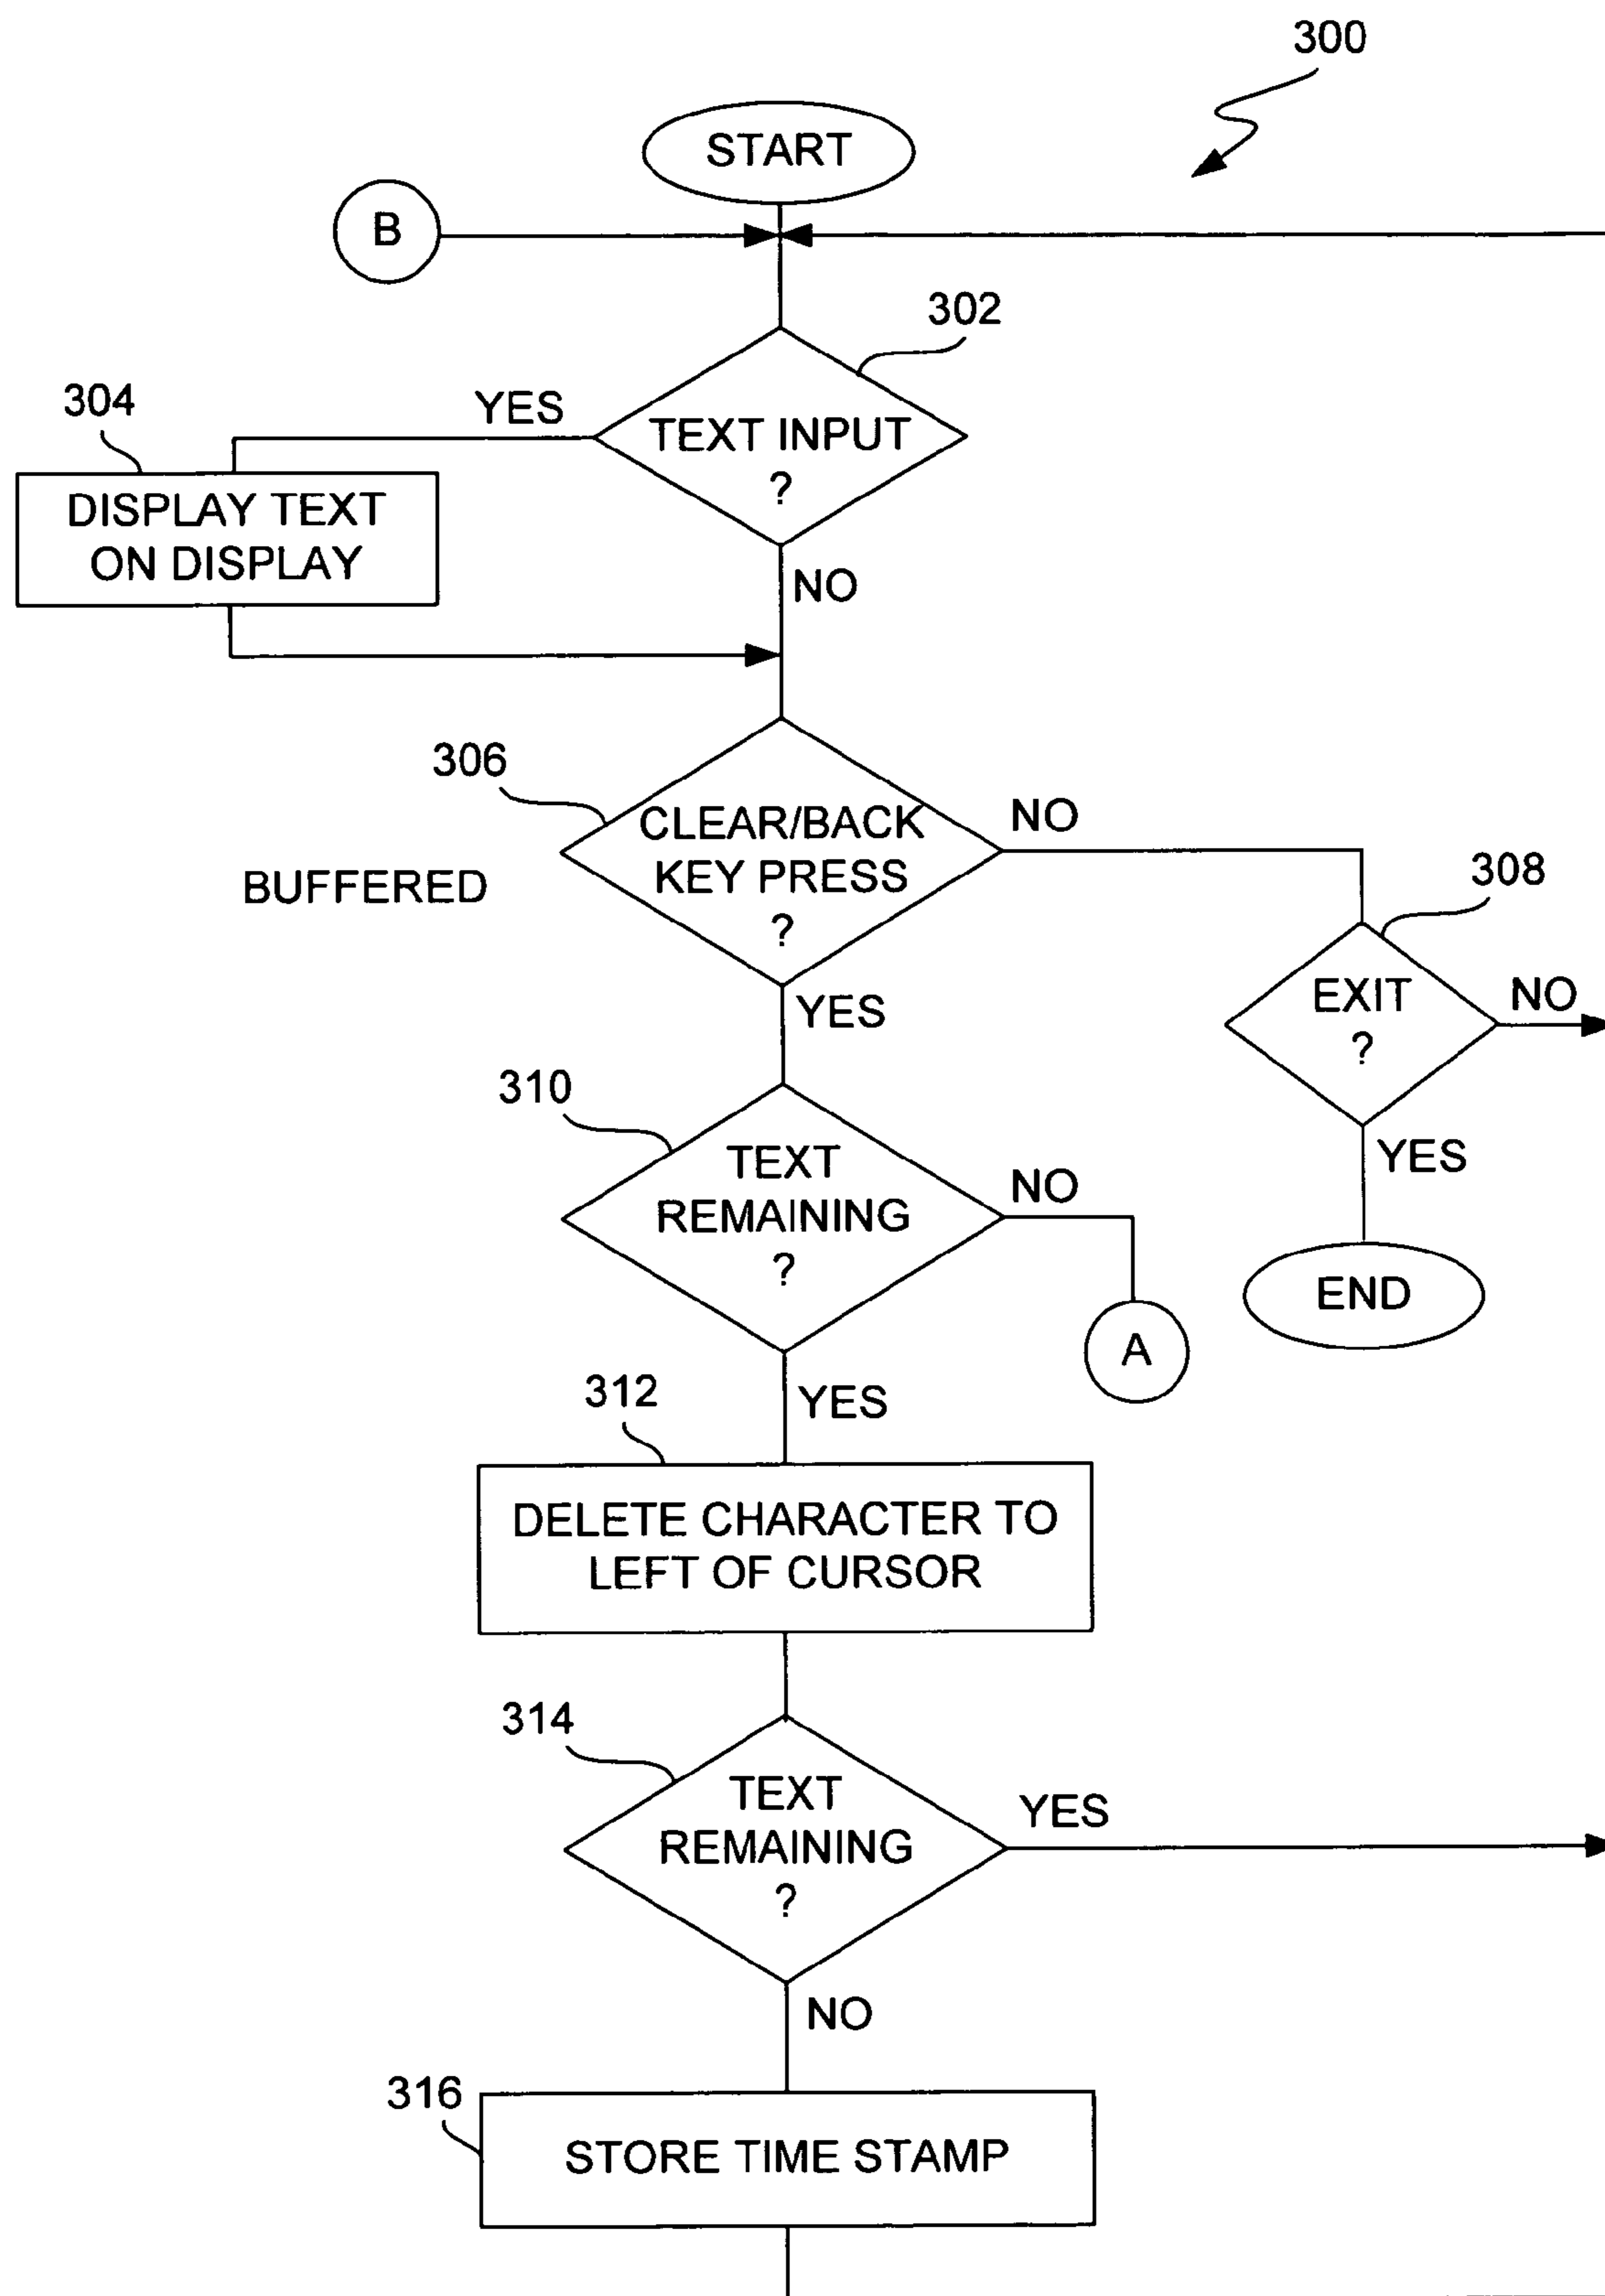 300
START
B
302
304
YES
TEXT INPUT
?
DISPLAY TEXT
ON DISPLAY
NO
306
CLEAR/BACK
KEY PRESS
?
NO
BUFFERED
308
YES
EXIT
?
NO
310
TEXT
REMAINING
?
NO
YES
END
A
312
YES
DELETE CHARACTER TO
LEFT OF CURSOR
314
TEXT
REMAINING
?
YES
NO
316
STORE TIME STAMP